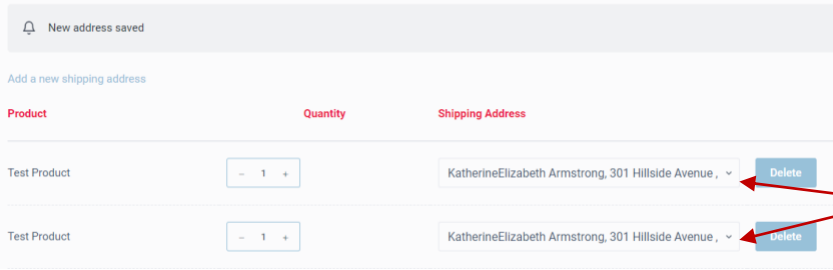 New address saved
Add a new shipping address
Product Quantity Shipping Address
Test Product − 1 + KatherineElizabeth Armstrong, 301 Hillside Avenue , Delete
Test Product − 1 + KatherineElizabeth Armstrong, 301 Hillside Avenue , Delete